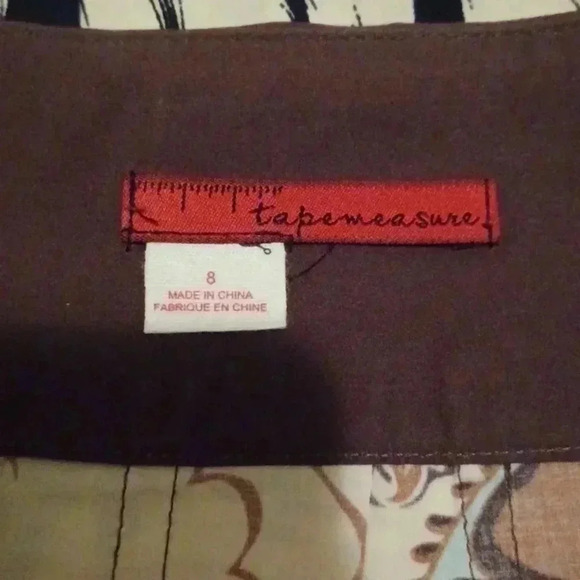 tapemeasure
8
MADE IN CHINA
FABRIQUE EN CHINE